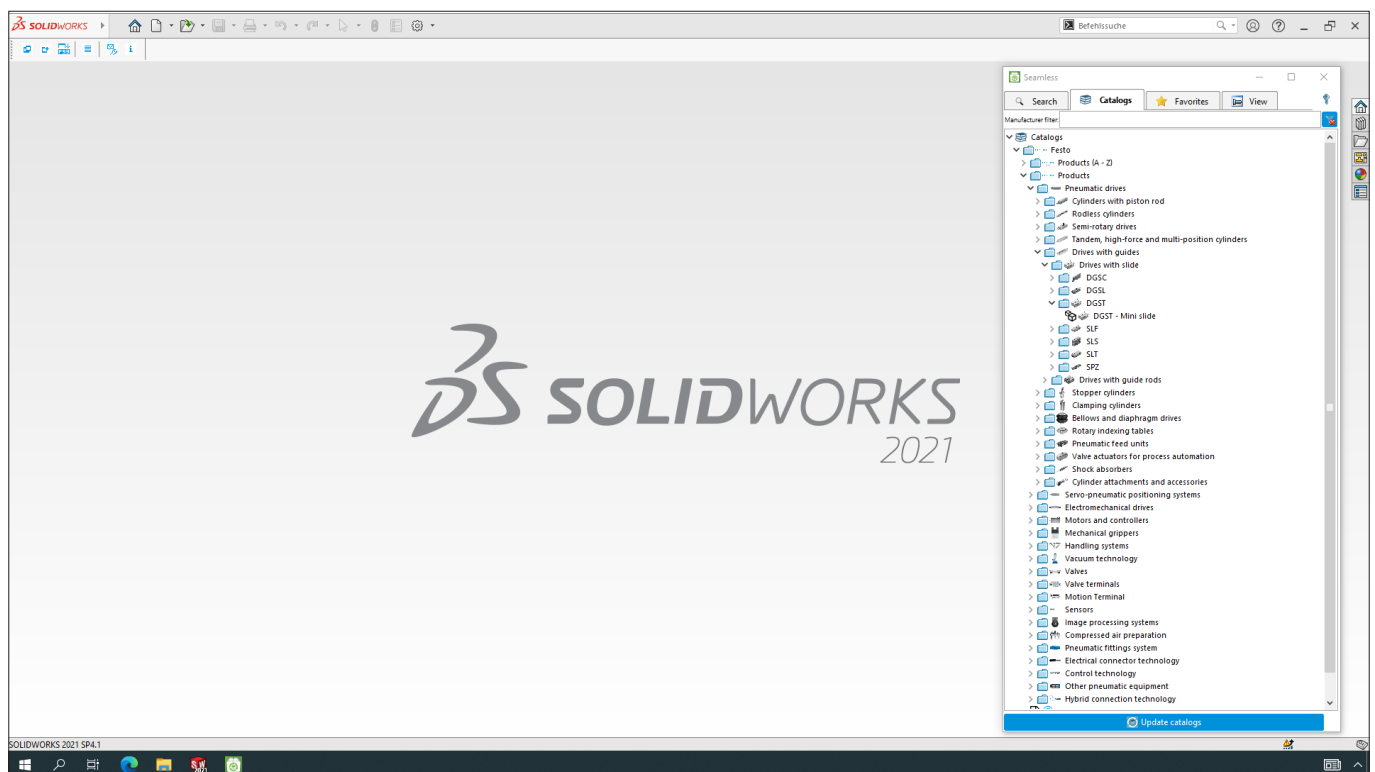 SOLIDWORKS
Befehlssuche
Seamless
Search
Catalogs
Favorites
View
Manufacturer filter:
Catalogs
Festo
Products (A - Z)
Products
Pneumatic drives
Cylinders with piston rod
Rodless cylinders
Semi-rotary drives
Tandem, high-force and multi-position cylinders
Drives with guides
Drives with slide
DGSC
DGSL
DGST
DGST - Mini slide
SLF
SLS
SLT
SPZ
Drives with guide rods
Stopper cylinders
Clamping cylinders
Bellows and diaphragm drives
Rotary indexing tables
Pneumatic feed units
Valve actuators for process automation
Shock absorbers
Cylinder attachments and accessories
Servo-pneumatic positioning systems
Electromechanical drives
Motors and controllers
Mechanical grippers
Handling systems
Vacuum technology
Valves
Valve terminals
Motion Terminal
Sensors
Image processing systems
Compressed air preparation
Pneumatic fittings system
Electrical connector technology
Control technology
Other pneumatic equipment
Hybrid connection technology
Update catalogs
SOLIDWORKS
2021
SOLIDWORKS 2021 SP4.1
SW
2021